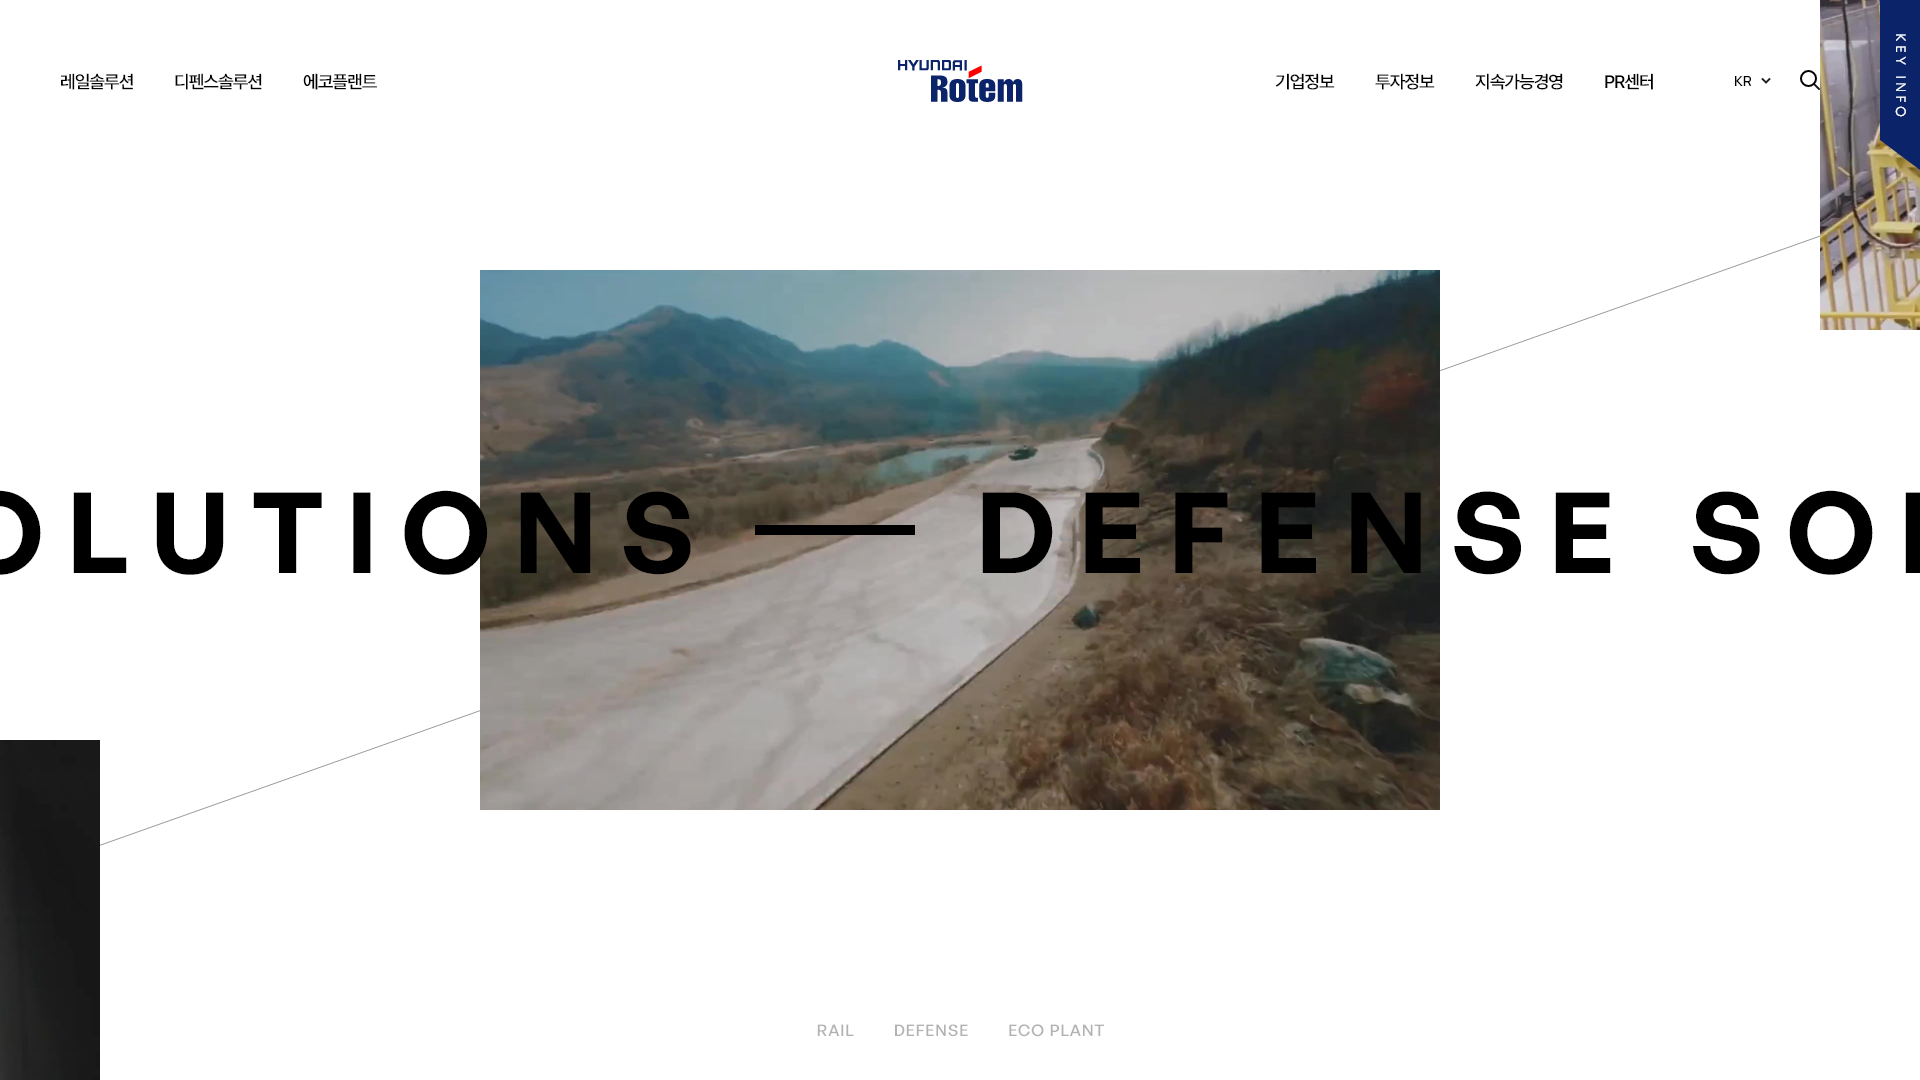 레일솔루션 디펜스솔루션 에코플랜트
HYUNDAI
Rotem
기업정보 투자정보 지속가능경영 PR센터 KR
KEY INFO
OLUTIONS — DEFENSE SOL
RAIL DEFENSE ECO PLANT